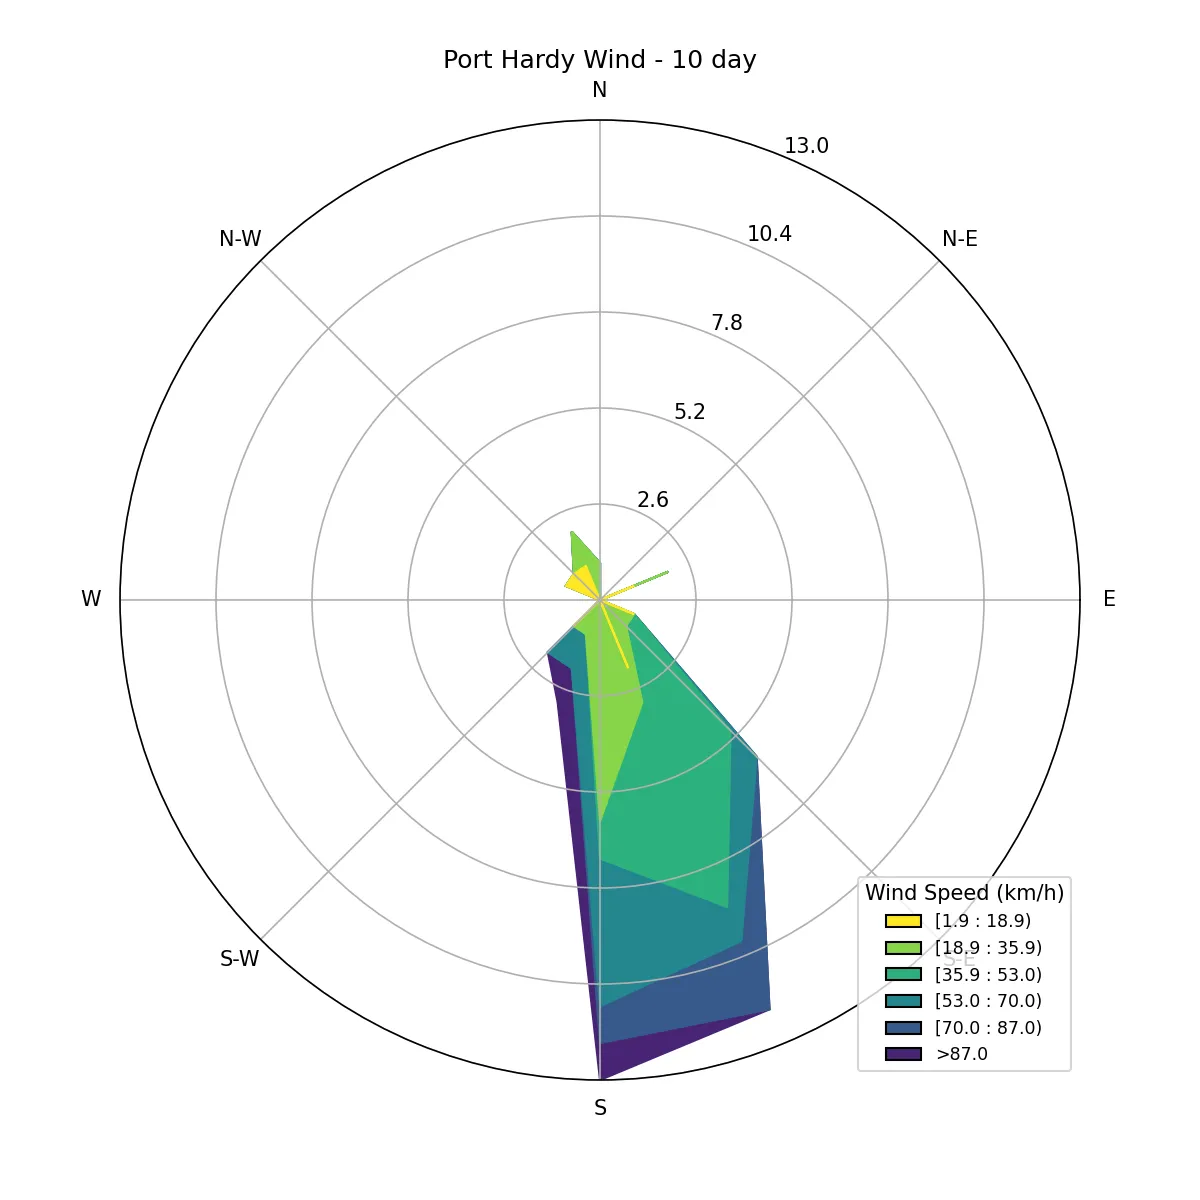 Port Hardy Wind - 10 day
N
13.0
N-W
N-E
10.4
7.8
5.2
2.6
W
E
Wind Speed (km/h)
[1.9 : 18.9)
[18.9 : 35.9)
[35.9 : 53.0)
[53.0 : 70.0)
[70.0 : 87.0)
>87.0
S-W
S-E
S